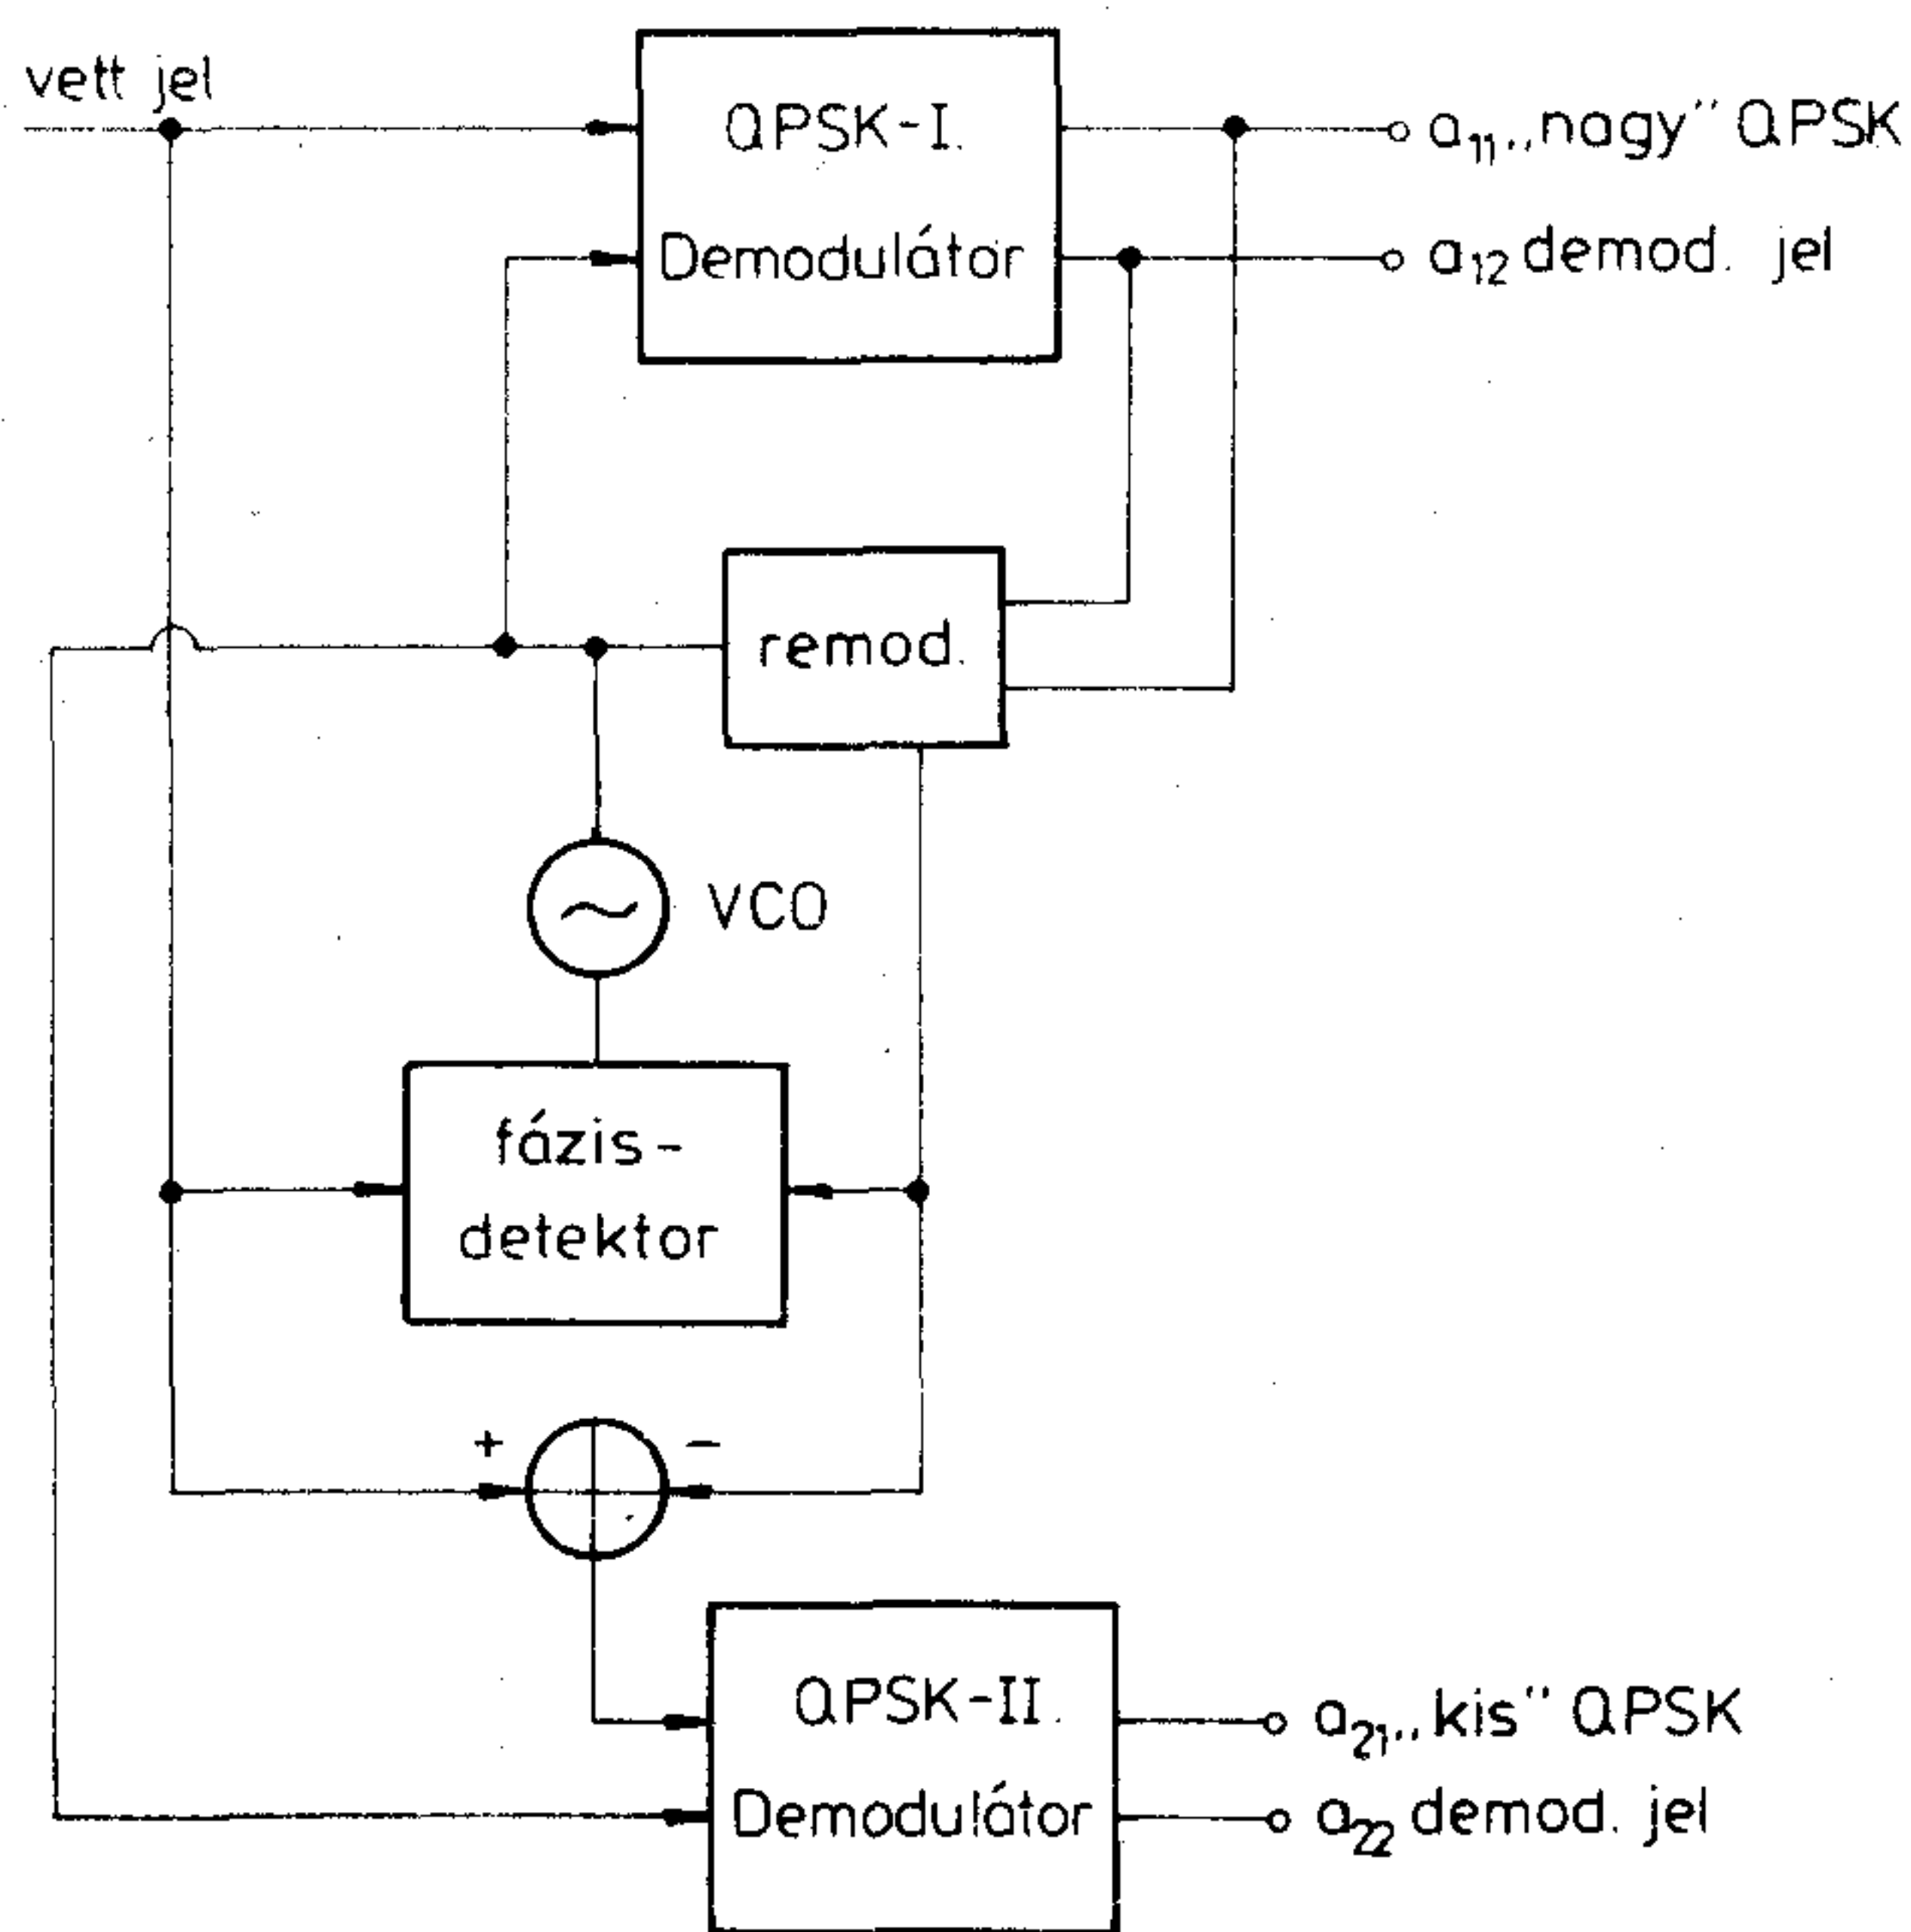 vett jel
QPSK-I.
Demodulátor
a₁₁ „nagy” QPSK
a₁₂ demod. jel
remod.
VCO
fázis-
detektor
+
−
QPSK-II.
Demodulátor
a₂₁ „kis” QPSK
a₂₂ demod. jel